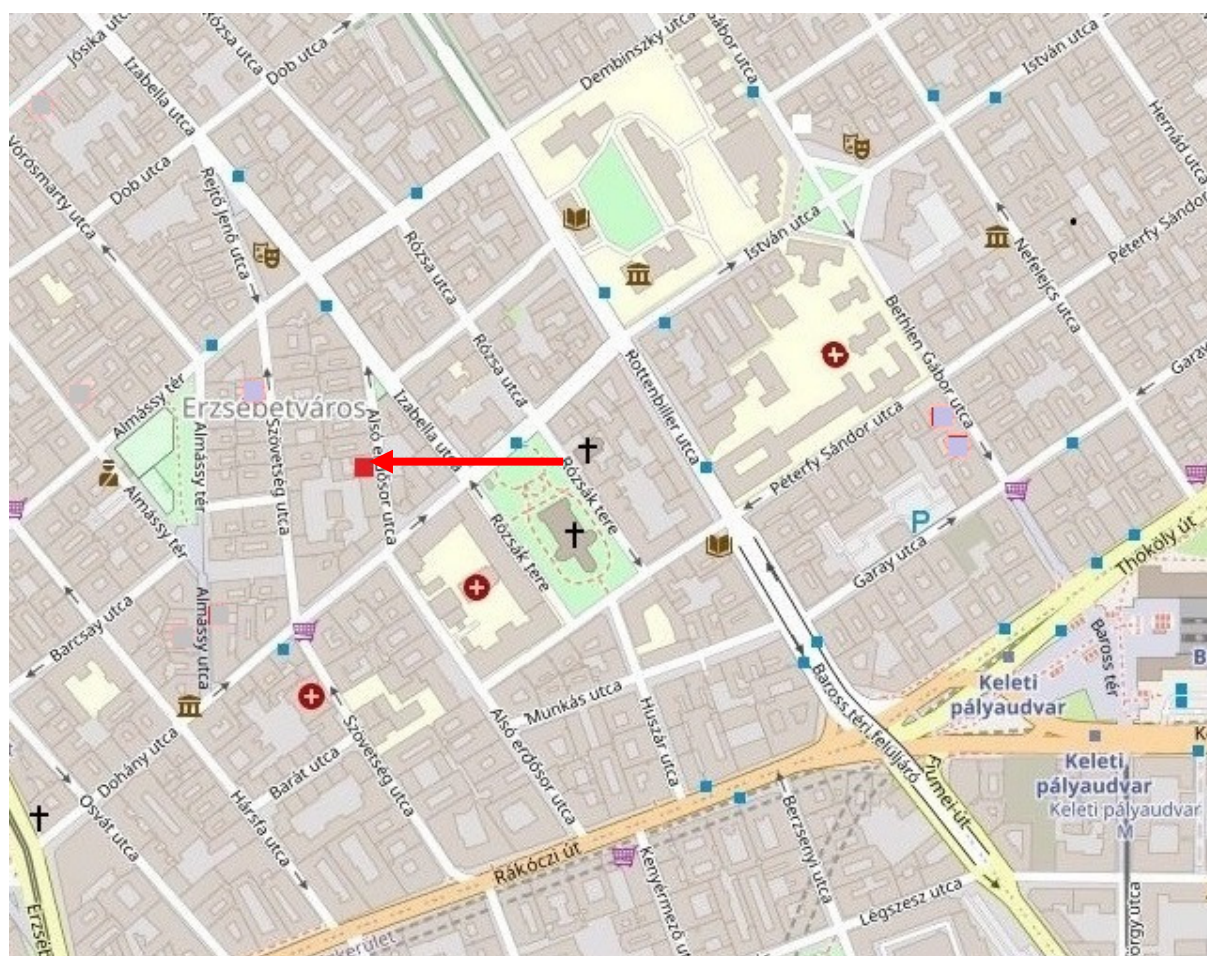 Jósika utca
Izabella utca
Rózsa utca
Dob utca
Dembinszky utca
Gábor utca
István utca
Hernád utca
Vörösmarty utca
Dob utca
Rejtő Jenő utca
Rózsa utca
István utca
Péterfy Sándor
Nefelejcs utca
Bethlen Gábor utca
Garay
Rózsa utca
Rottenbiller utca
Almássy tér
Erzsébetváros
Izabella utca
Szövetség utca
Almássy tér
Alsó erdősor utca
Péterfy Sándor utca
Rózsák tere
Almássy tér
Rózsák tere
P
Garay utca
Thököly út
Barcsay utca
Almássy utca
Baross tér
B
Munkás utca
Huszár utca
Baross téri felüljáró
Keleti
pályaudvar
Alsó erdősor utca
Szövetség utca
Dohány utca
Barát utca
Hársfa utca
Osvát utca
Fiumei út
Keleti
pályaudvar
Keleti pályaudvar
M
Rákóczi út
Berzsenyi utca
Kenyérmező u
Légszesz utca
Erzséb
kerület